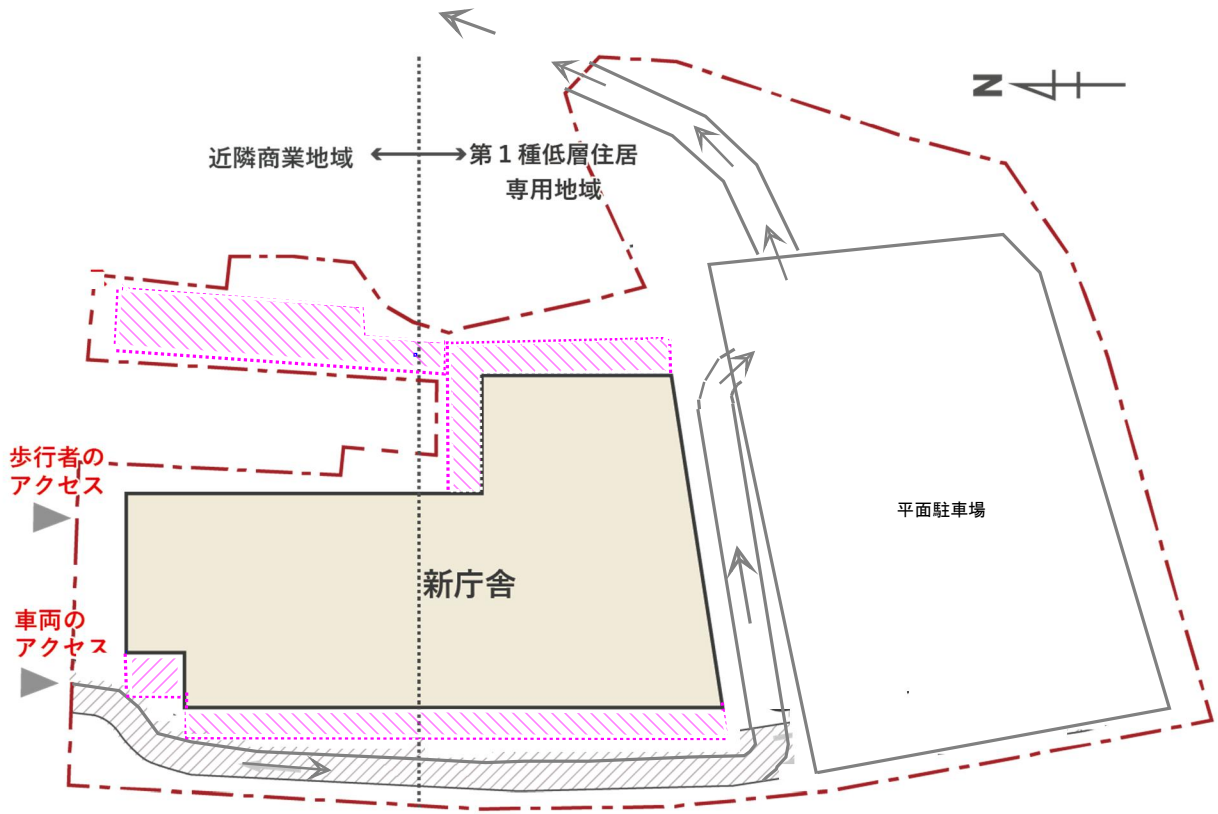 N
近隣商業地域
第１種低層住居
専用地域
歩行者の
アクセス
平面駐車場
新庁舎
車両の
アクセス